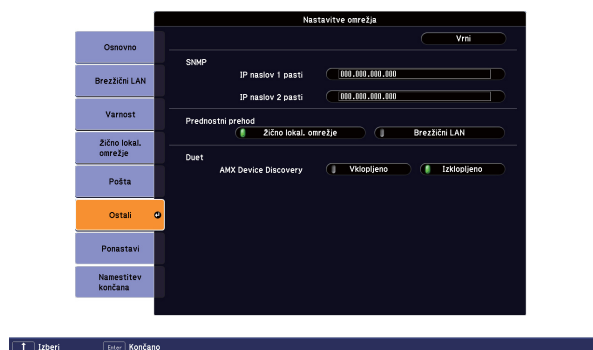 Nastavitve omrežja
Vrni
Osnovno
Brezžični LAN
Varnost
Žično lokal.
omrežje
Pošta
Ostali
Ponastavi
Namestitev
končana
SNMP
IP naslov 1 pasti 000.000.000.000
IP naslov 2 pasti 000.000.000.000
Prednostni prehod
Žično lokal. omrežje Brezžični LAN
Duet
AMX Device Discovery Vklopljeno Izklopljeno
Izberi Enter Končano